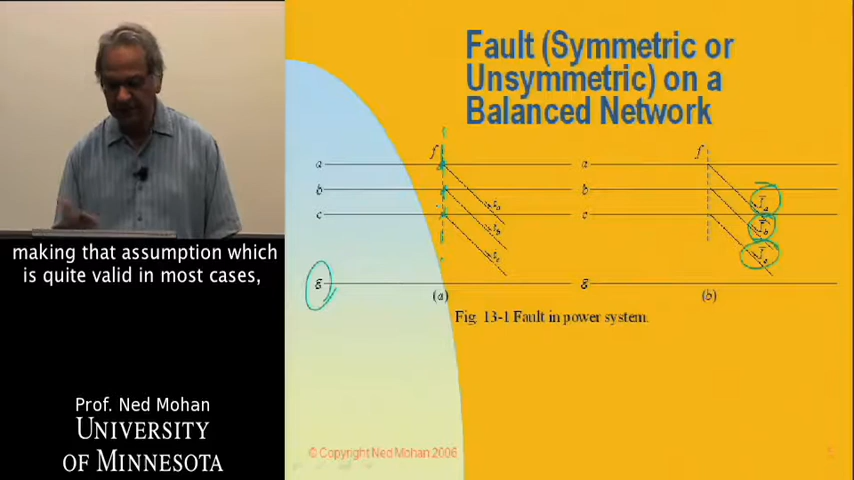 Fault (Symmetric or
Unsymmetric) on a
Balanced Network
making that assumption which
is quite valid in most cases,
f
a
b
c
g
(a)
f
a
b
c
g
(b)
Fig. 13-1 Fault in power system.
Prof. Ned Mohan
UNIVERSITY
OF MINNESOTA
© Copyright Ned Mohan 2006